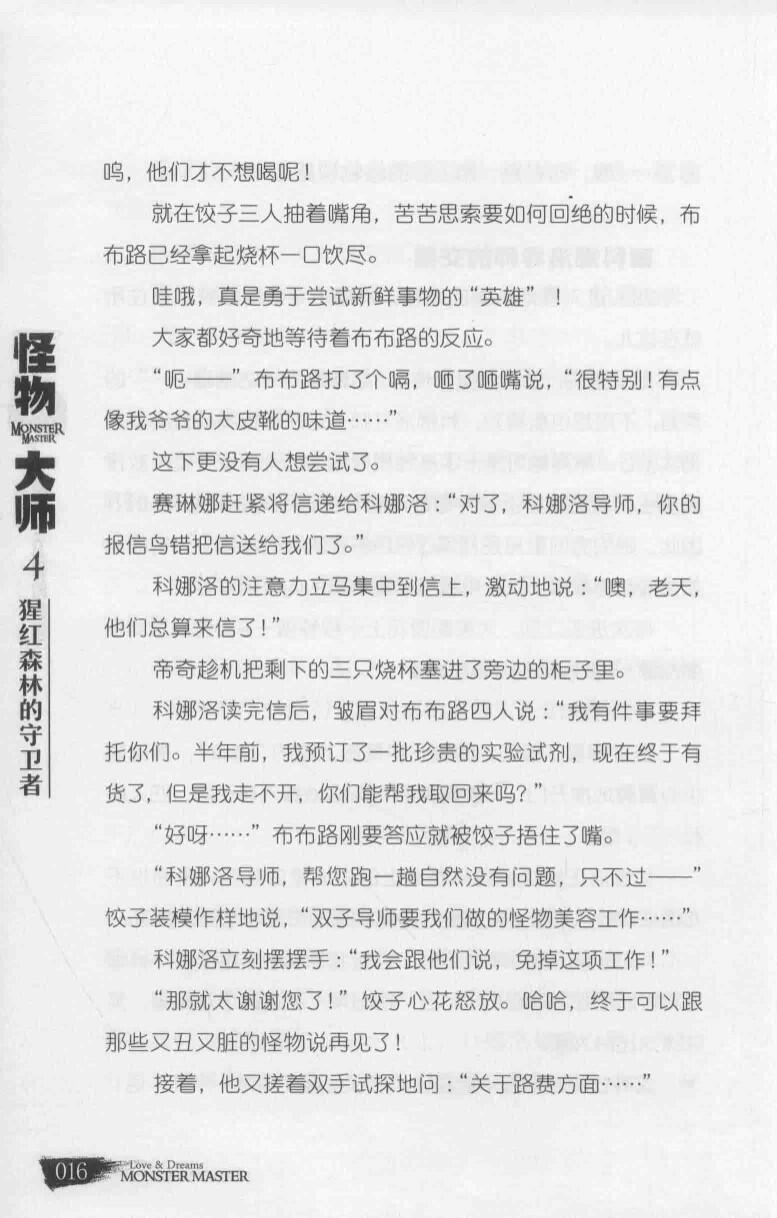 呜，他们才不想喝呢！
就在饺子三人抽着嘴角，苦苦思索要如何回绝的时候，布
布路已经拿起烧杯一口饮尽。
哇哦，真是勇于尝试新鲜事物的“英雄”！
大家都好奇地等待着布布路的反应。
“呃——”布布路打了个嗝，咂了咂嘴说，“很特别！有点
像我爷爷的大皮靴的味道……”
这下更没有人想尝试了。
赛琳娜赶紧将信递给科娜洛：“对了，科娜洛导师，你的
报信鸟错把信送给我们了。”
科娜洛的注意力立马集中到信上，激动地说：“噢，老天，
他们总算来信了！”
帝奇趁机把剩下的三只烧杯塞进了旁边的柜子里。
科娜洛读完信后，皱眉对布布路四人说：“我有件事要拜
托你们。半年前，我预订了一批珍贵的实验试剂，现在终于有
货了，但是我走不开，你们能帮我取回来吗？”
“好呀……”布布路刚要答应就被饺子捂住了嘴。
“科娜洛导师，帮您跑一趟自然没有问题，只不过——”
饺子装模作样地说，“双子导师要我们做的怪物美容工作……”
科娜洛立刻摆摆手：“我会跟他们说，免掉这项工作！”
“那就太谢谢您了！”饺子心花怒放。哈哈，终于可以跟
那些又丑又脏的怪物说再见了！
接着，他又搓着双手试探地问：“关于路费方面……”
怪物
MONSTER
MASTER
大师
4
猩红森林的守卫者
016
Love & Dreams
MONSTER MASTER